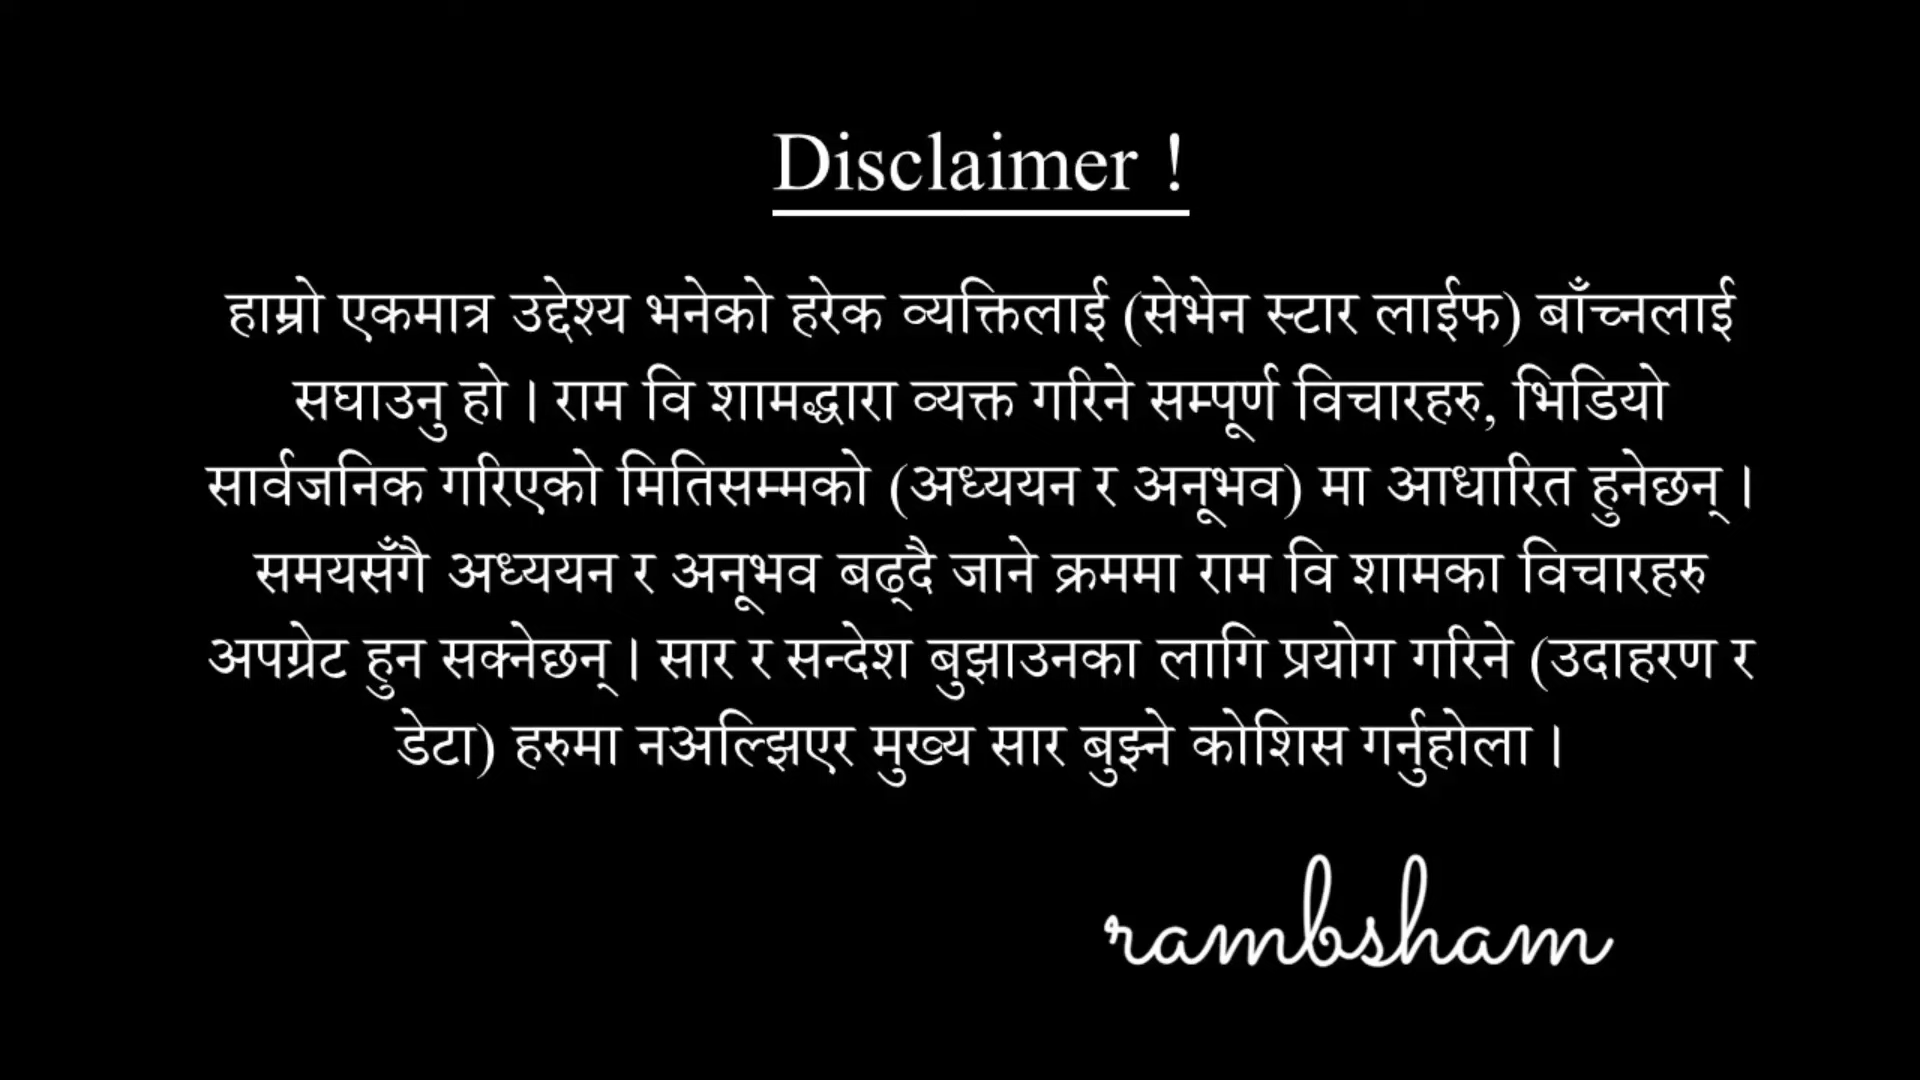 Disclaimer !
हाम्रो एकमात्र उद्देश्य भनेको हरेक व्यक्तिलाई (सेभेन स्टार लाईफ) बाँच्नलाई
सघाउनु हो । राम वि शामद्धारा व्यक्त गरिने सम्पूर्ण विचारहरु, भिडियो
सार्वजनिक गरिएको मितिसम्मको (अध्ययन र अनूभव) मा आधारित हुनेछन् ।
समयसँगै अध्ययन र अनूभव बढ्दै जाने क्रममा राम वि शामका विचारहरु
अपग्रेट हुन सक्नेछन् । सार र सन्देश बुझाउनका लागि प्रयोग गरिने (उदाहरण र
डेटा) हरुमा नअल्झिएर मुख्य सार बुझ्ने कोशिस गर्नुहोला ।
rambsham